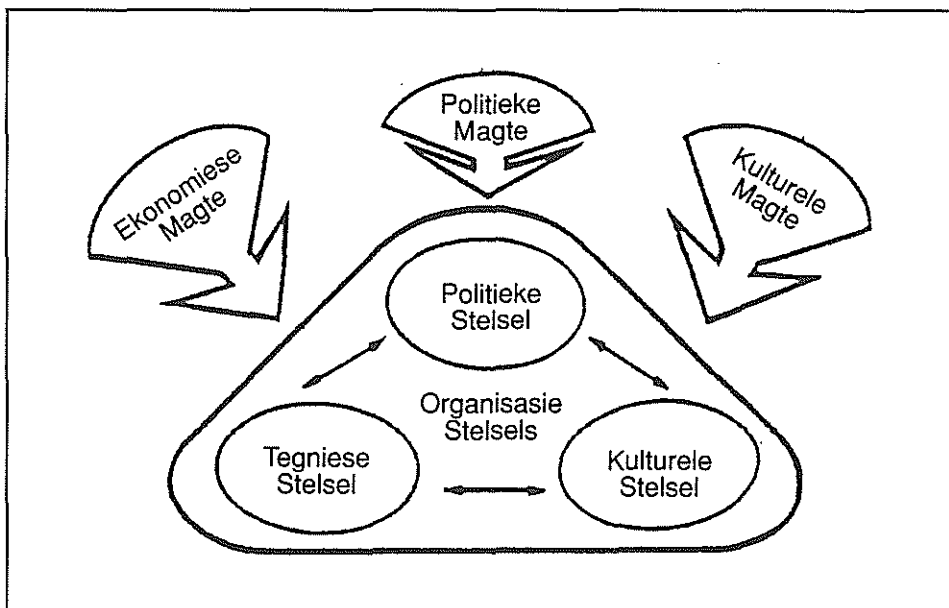 Politieke
Magte
Ekonomiese
Magte
Kulturele
Magte
Politieke
Stelsel
Organisasie
Stelsels
Tegniese
Stelsel
Kulturele
Stelsel